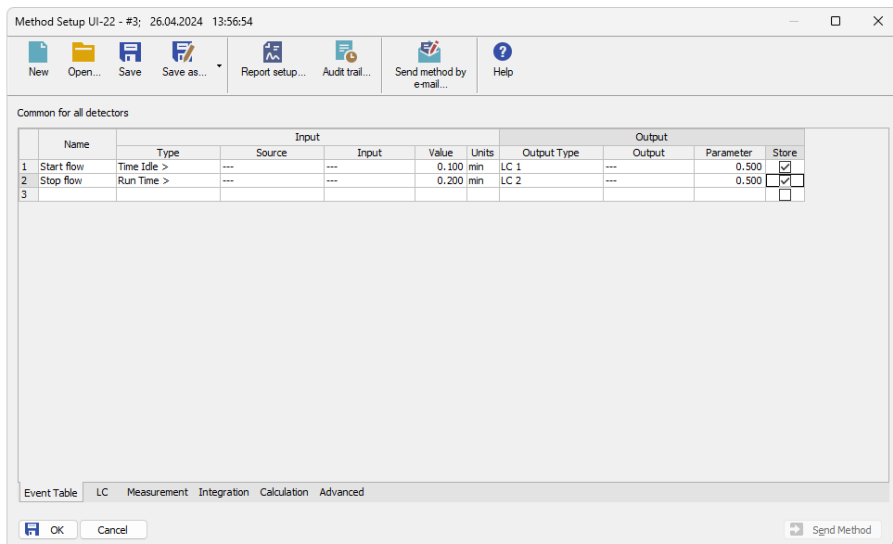 Method Setup UI-22 - #3; 26.04.2024 13:56:54
New Open... Save Save as... Report setup... Audit trail... Send method by e-mail... Help
Common for all detectors
Name Input Output
Type Source Input Value Units Output Type Output Parameter Store
1 Start flow Time Idle > --- --- 0.100 min LC 1 --- 0.500
2 Stop flow Run Time > --- --- 0.200 min LC 2 --- 0.500
3
Event Table LC Measurement Integration Calculation Advanced
OK Cancel Send Method